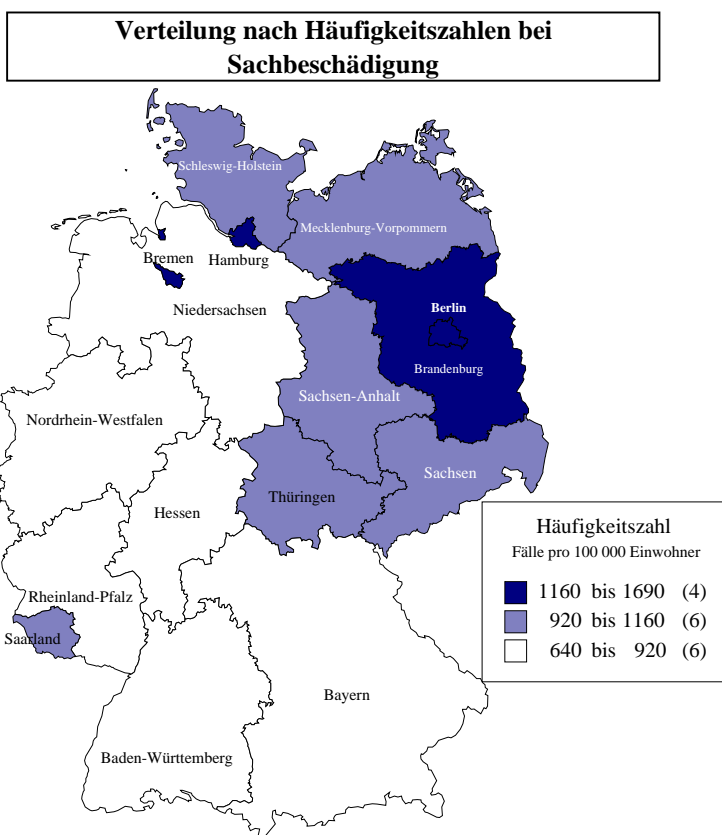 Verteilung nach Häufigkeitszahlen bei
Sachbeschädigung
Schleswig-Holstein
Mecklenburg-Vorpommern
Bremen
Hamburg
Niedersachsen
Berlin
Brandenburg
Sachsen-Anhalt
Nordrhein-Westfalen
Sachsen
Thüringen
Hessen
Rheinland-Pfalz
Saarland
Bayern
Baden-Württemberg
Häufigkeitszahl
Fälle pro 100 000 Einwohner
1160 bis 1690 (4)
920 bis 1160 (6)
640 bis 920 (6)